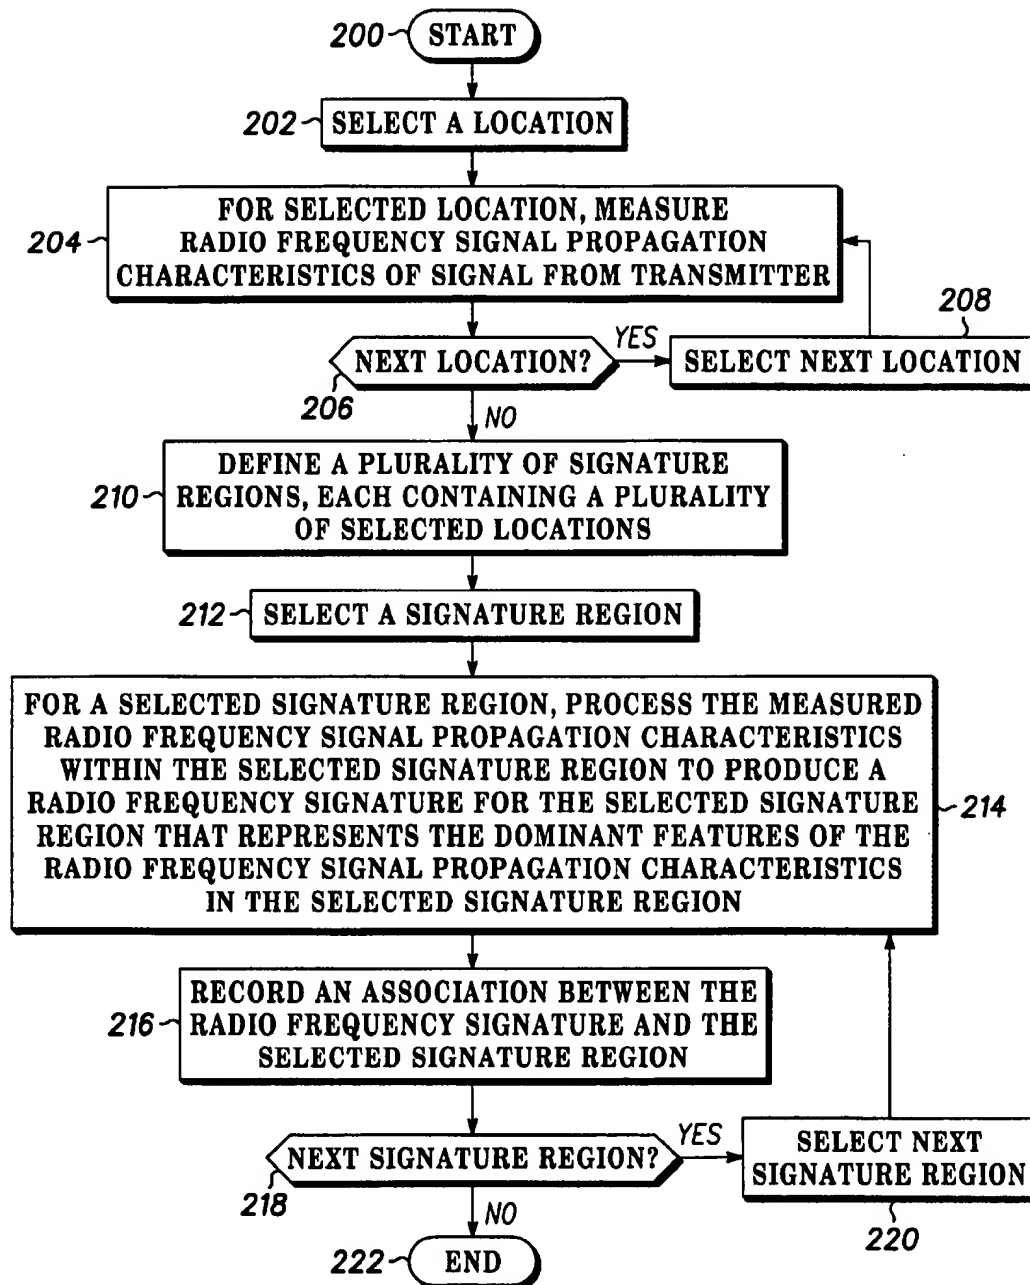 200
START
202
SELECT A LOCATION
204
FOR SELECTED LOCATION, MEASURE
RADIO FREQUENCY SIGNAL PROPAGATION
CHARACTERISTICS OF SIGNAL FROM TRANSMITTER
208
NEXT LOCATION?
YES
SELECT NEXT LOCATION
206
NO
210
DEFINE A PLURALITY OF SIGNATURE
REGIONS, EACH CONTAINING A PLURALITY
OF SELECTED LOCATIONS
212
SELECT A SIGNATURE REGION
FOR A SELECTED SIGNATURE REGION, PROCESS THE MEASURED
RADIO FREQUENCY SIGNAL PROPAGATION CHARACTERISTICS
WITHIN THE SELECTED SIGNATURE REGION TO PRODUCE A
RADIO FREQUENCY SIGNATURE FOR THE SELECTED SIGNATURE
REGION THAT REPRESENTS THE DOMINANT FEATURES OF THE
RADIO FREQUENCY SIGNAL PROPAGATION CHARACTERISTICS
IN THE SELECTED SIGNATURE REGION
214
216
RECORD AN ASSOCIATION BETWEEN THE
RADIO FREQUENCY SIGNATURE AND THE
SELECTED SIGNATURE REGION
NEXT SIGNATURE REGION?
YES
SELECT NEXT
SIGNATURE REGION
218
NO
220
222
END